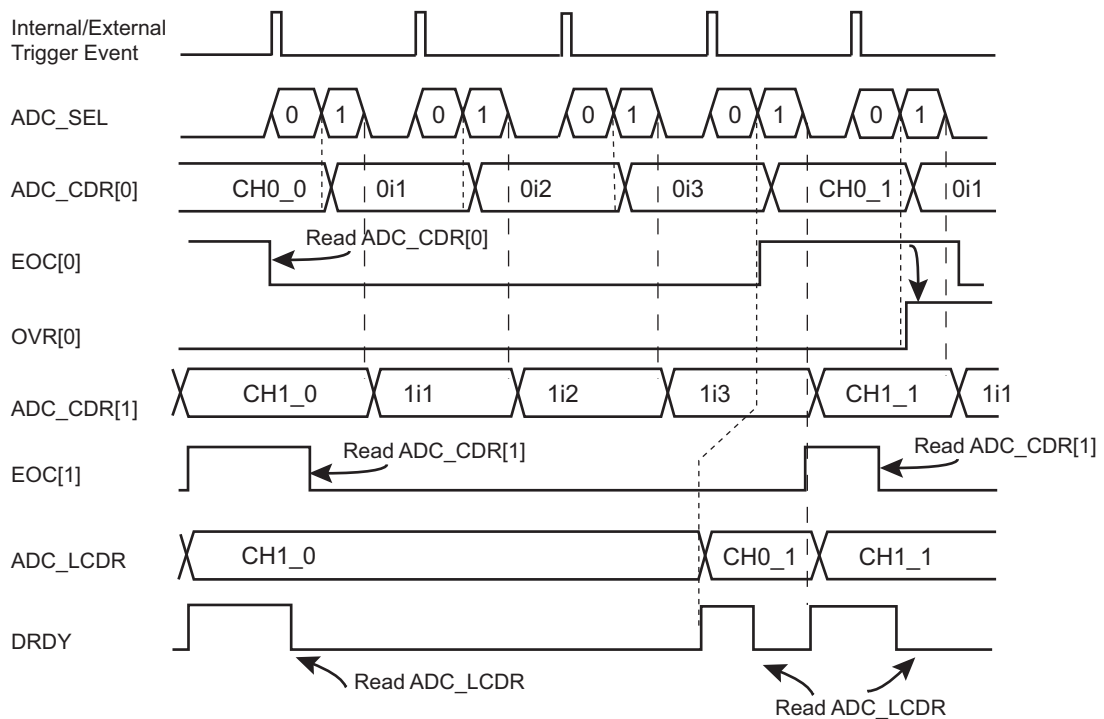 Internal/External
Trigger Event
ADC_SEL
0 1 0 1 0 1 0 1 0 1
ADC_CDR[0]
CH0_0 0i1 0i2 0i3 CH0_1 0i1
Read ADC_CDR[0]
EOC[0]
OVR[0]
ADC_CDR[1]
CH1_0 1i1 1i2 1i3 CH1_1 1i1
Read ADC_CDR[1]
Read ADC_CDR[1]
EOC[1]
ADC_LCDR
CH1_0 CH0_1 CH1_1
DRDY
Read ADC_LCDR
Read ADC_LCDR